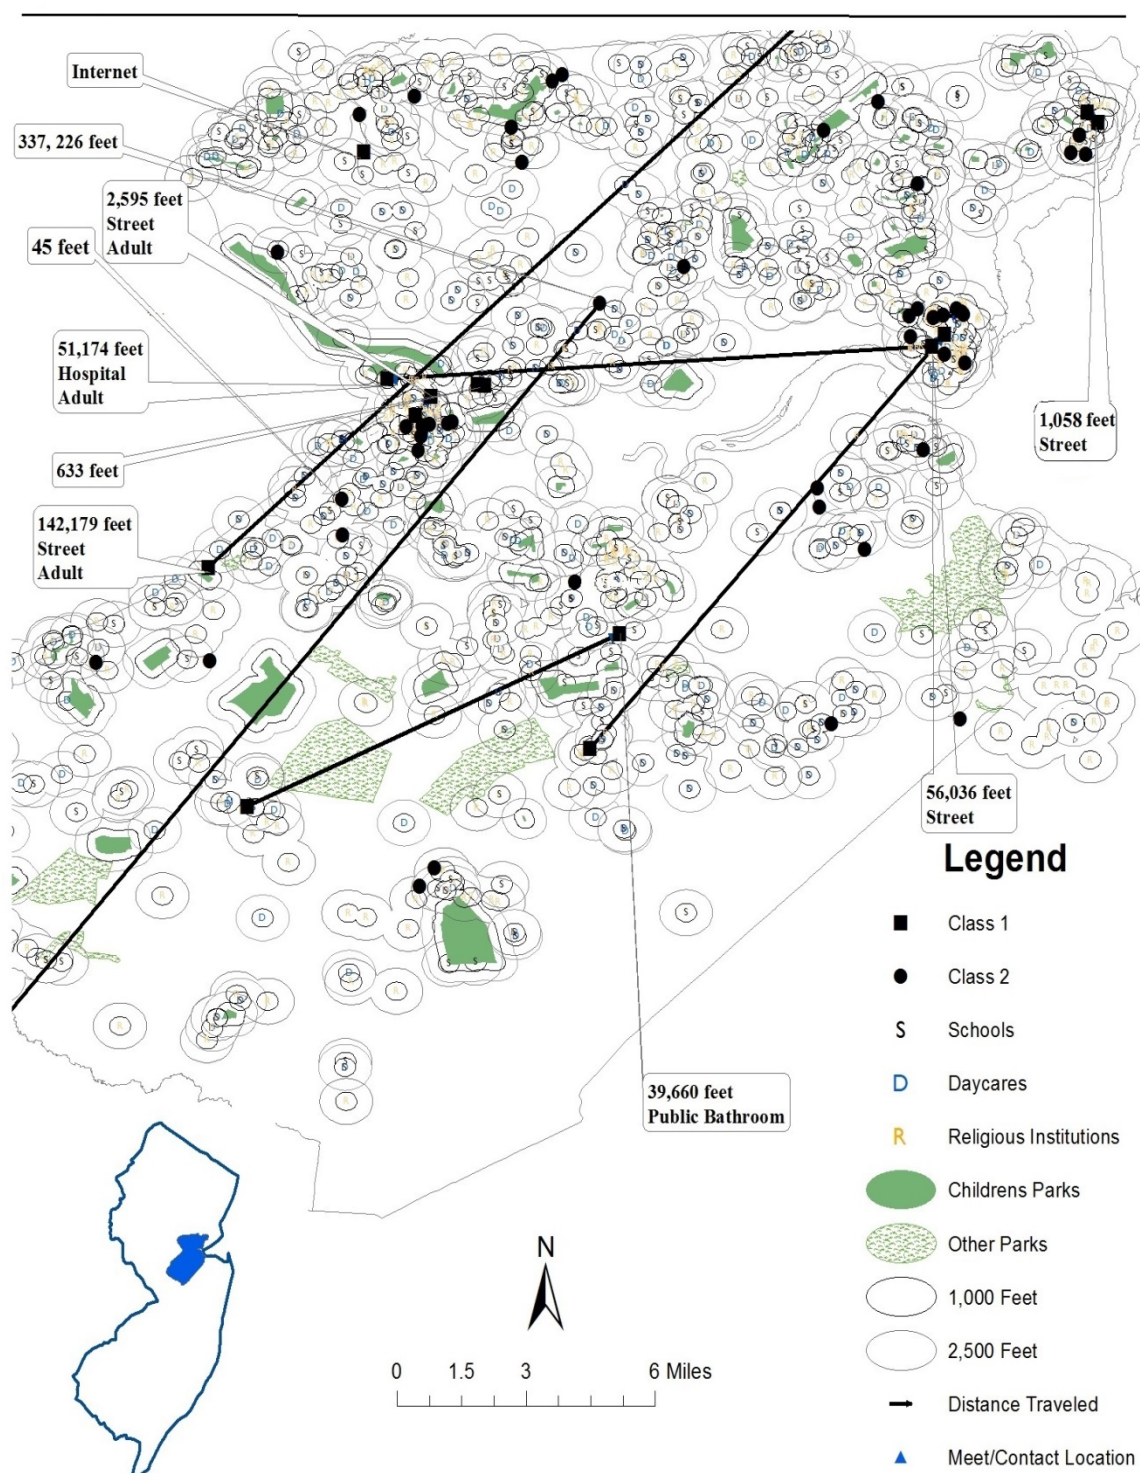 Internet
337, 226 feet
2,595 feet
Street
Adult
45 feet
51,174 feet
Hospital
Adult
633 feet
142,179 feet
Street
Adult
1,058 feet
Street
56,036 feet
Street
39,660 feet
Public Bathroom
Legend
Class 1
Class 2
S Schools
D Daycares
R Religious Institutions
Childrens Parks
Other Parks
1,000 Feet
2,500 Feet
Distance Traveled
Meet/Contact Location
N
0 1.5 3 6 Miles